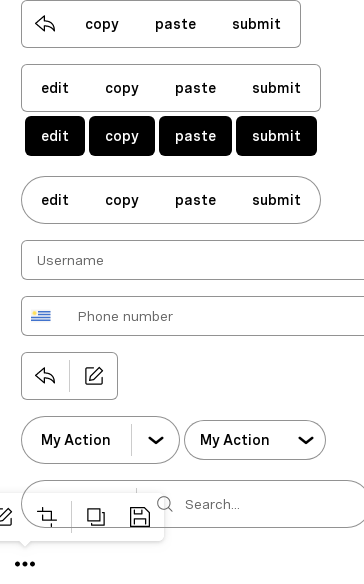 copy paste submit
edit copy paste submit
edit copy paste submit
edit copy paste submit
Username
Phone number
My Action My Action
Search...